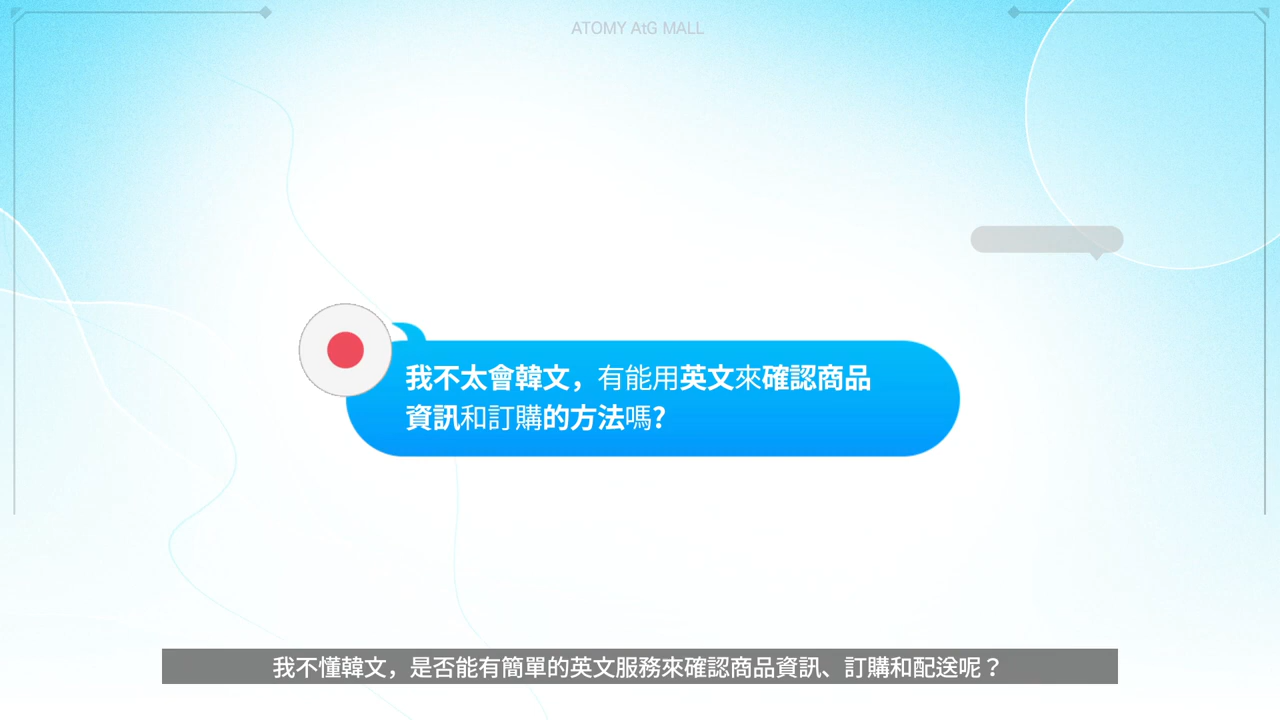 ATOMY AtG MALL
我不太會韓文，有能用英文來確認商品
資訊和訂購的方法嗎?
我不懂韓文，是否能有簡單的英文服務來確認商品資訊、訂購和配送呢？